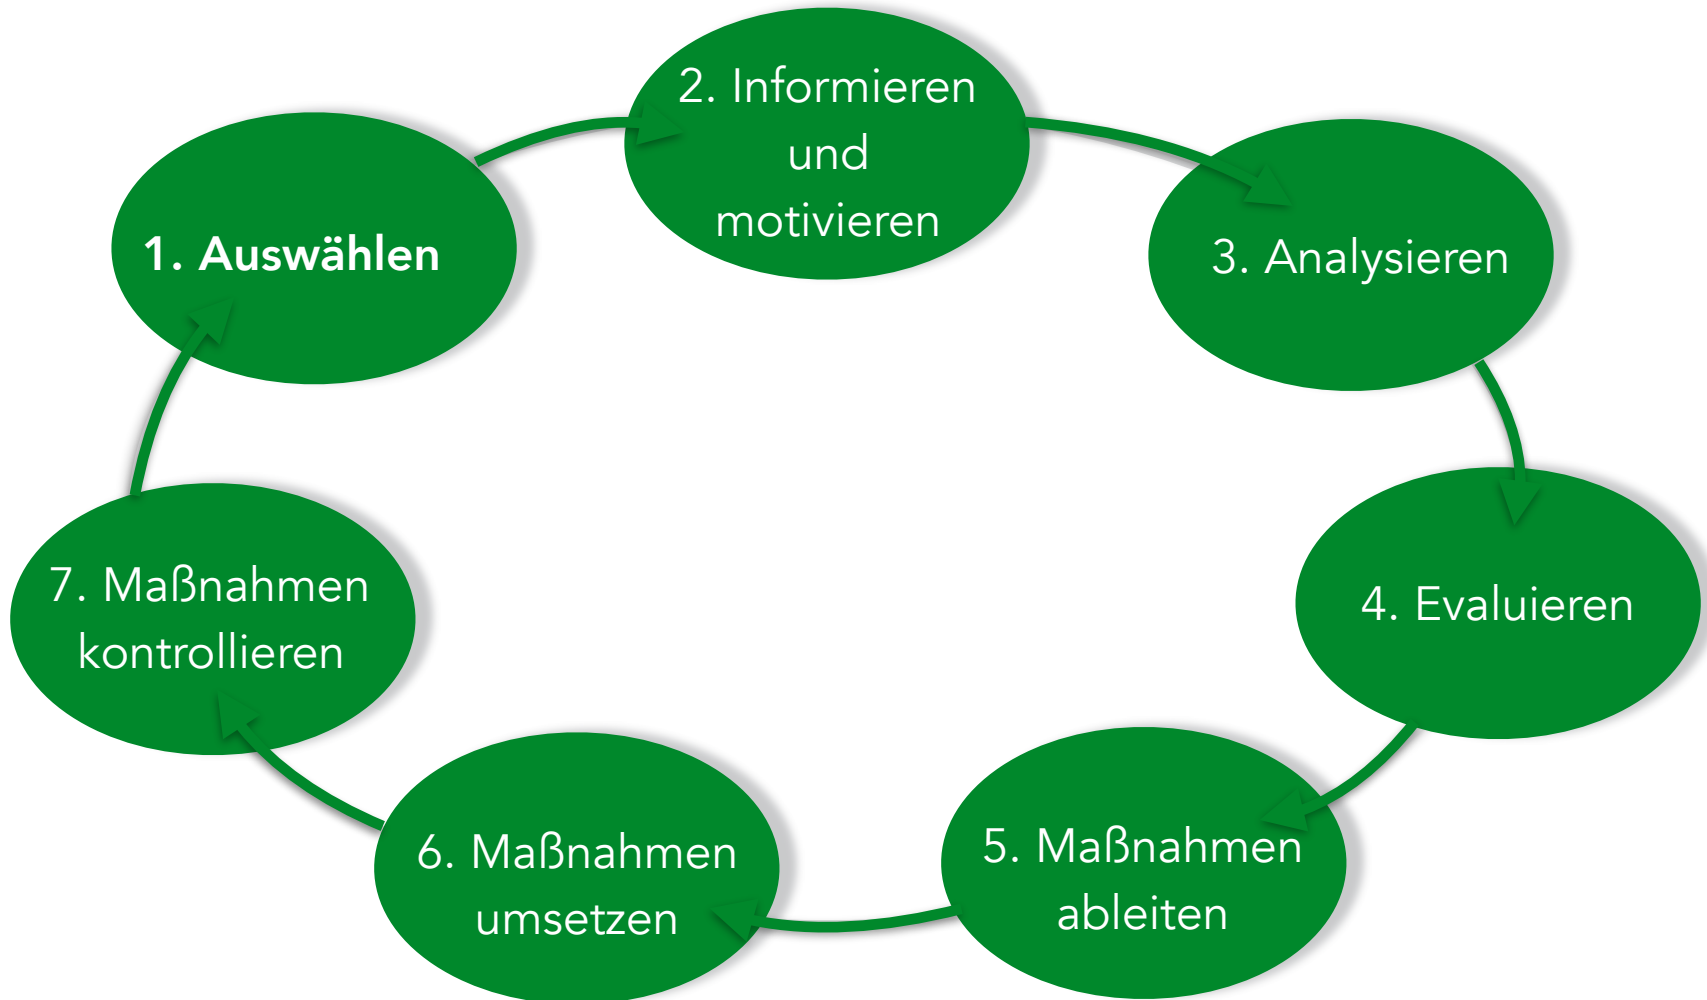 1. Auswählen
2. Informieren
und
motivieren
3. Analysieren
4. Evaluieren
5. Maßnahmen
ableiten
6. Maßnahmen
umsetzen
7. Maßnahmen
kontrollieren